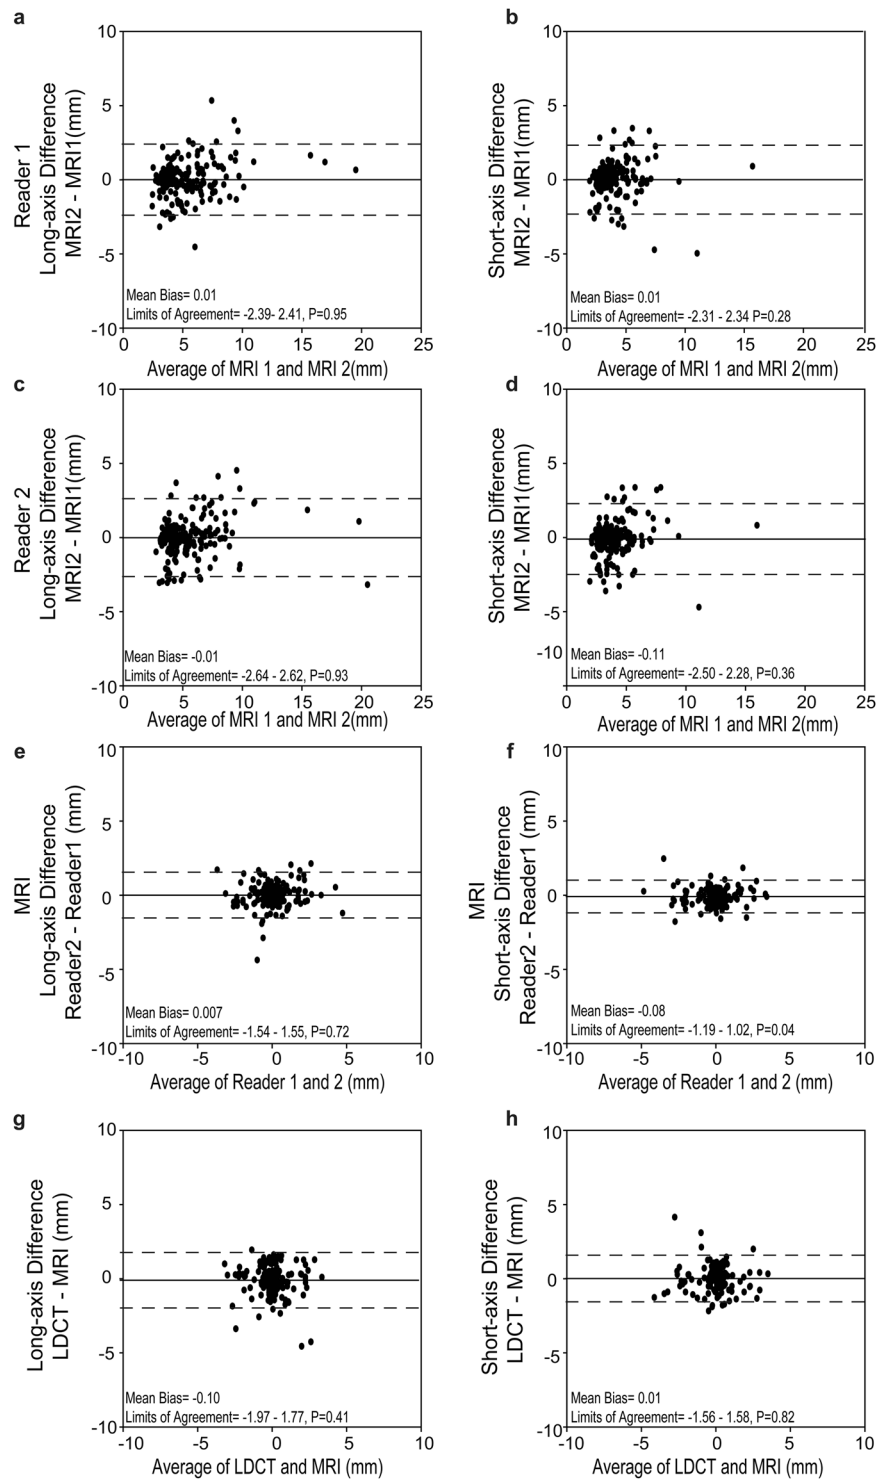 a
Reader 1
Long-axis Difference
MRI2 - MRI1(mm)
10
5
0
-5
-10
Mean Bias= 0.01
Limits of Agreement= -2.39- 2.41, P=0.95
0 5 10 15 20 25
Average of MRI 1 and MRI 2(mm)
b
Short-axis Difference
MRI2 - MRI1(mm)
10
5
0
-5
-10
Mean Bias= 0.01
Limits of Agreement= -2.31 - 2.34 P=0.28
0 5 10 15 20 25
Average of MRI 1 and MRI 2(mm)
c
Reader 2
Long-axis Difference
MRI2 - MRI1(mm)
10
5
0
-5
-10
Mean Bias= -0.01
Limits of Agreement= -2.64 - 2.62, P=0.93
0 5 10 15 20 25
Average of MRI 1 and MRI 2(mm)
d
Short-axis Difference
MRI2 - MRI1(mm)
10
5
0
-5
-10
Mean Bias= -0.11
Limits of Agreement= -2.50 - 2.28, P=0.36
0 5 10 15 20 25
Average of MRI 1 and MRI 2(mm)
e
MRI
Long-axis Difference
Reader2 - Reader1 (mm)
10
5
0
-5
-10
Mean Bias= 0.007
Limits of Agreement= -1.54 - 1.55, P=0.72
-10 -5 0 5 10
Average of Reader 1 and 2 (mm)
f
MRI
Short-axis Difference
Reader2 - Reader1 (mm)
10
5
0
-5
-10
Mean Bias= -0.08
Limits of Agreement= -1.19 - 1.02, P=0.04
-10 -5 0 5 10
Average of Reader 1 and 2 (mm)
g
Long-axis Difference
LDCT - MRI (mm)
10
5
0
-5
-10
Mean Bias= -0.10
Limits of Agreement= -1.97 - 1.77, P=0.41
-10 -5 0 5 10
Average of LDCT and MRI (mm)
h
Short-axis Difference
LDCT - MRI (mm)
10
5
0
-5
-10
Mean Bias= 0.01
Limits of Agreement= -1.56 - 1.58, P=0.82
-10 -5 0 5 10
Average of LDCT and MRI (mm)